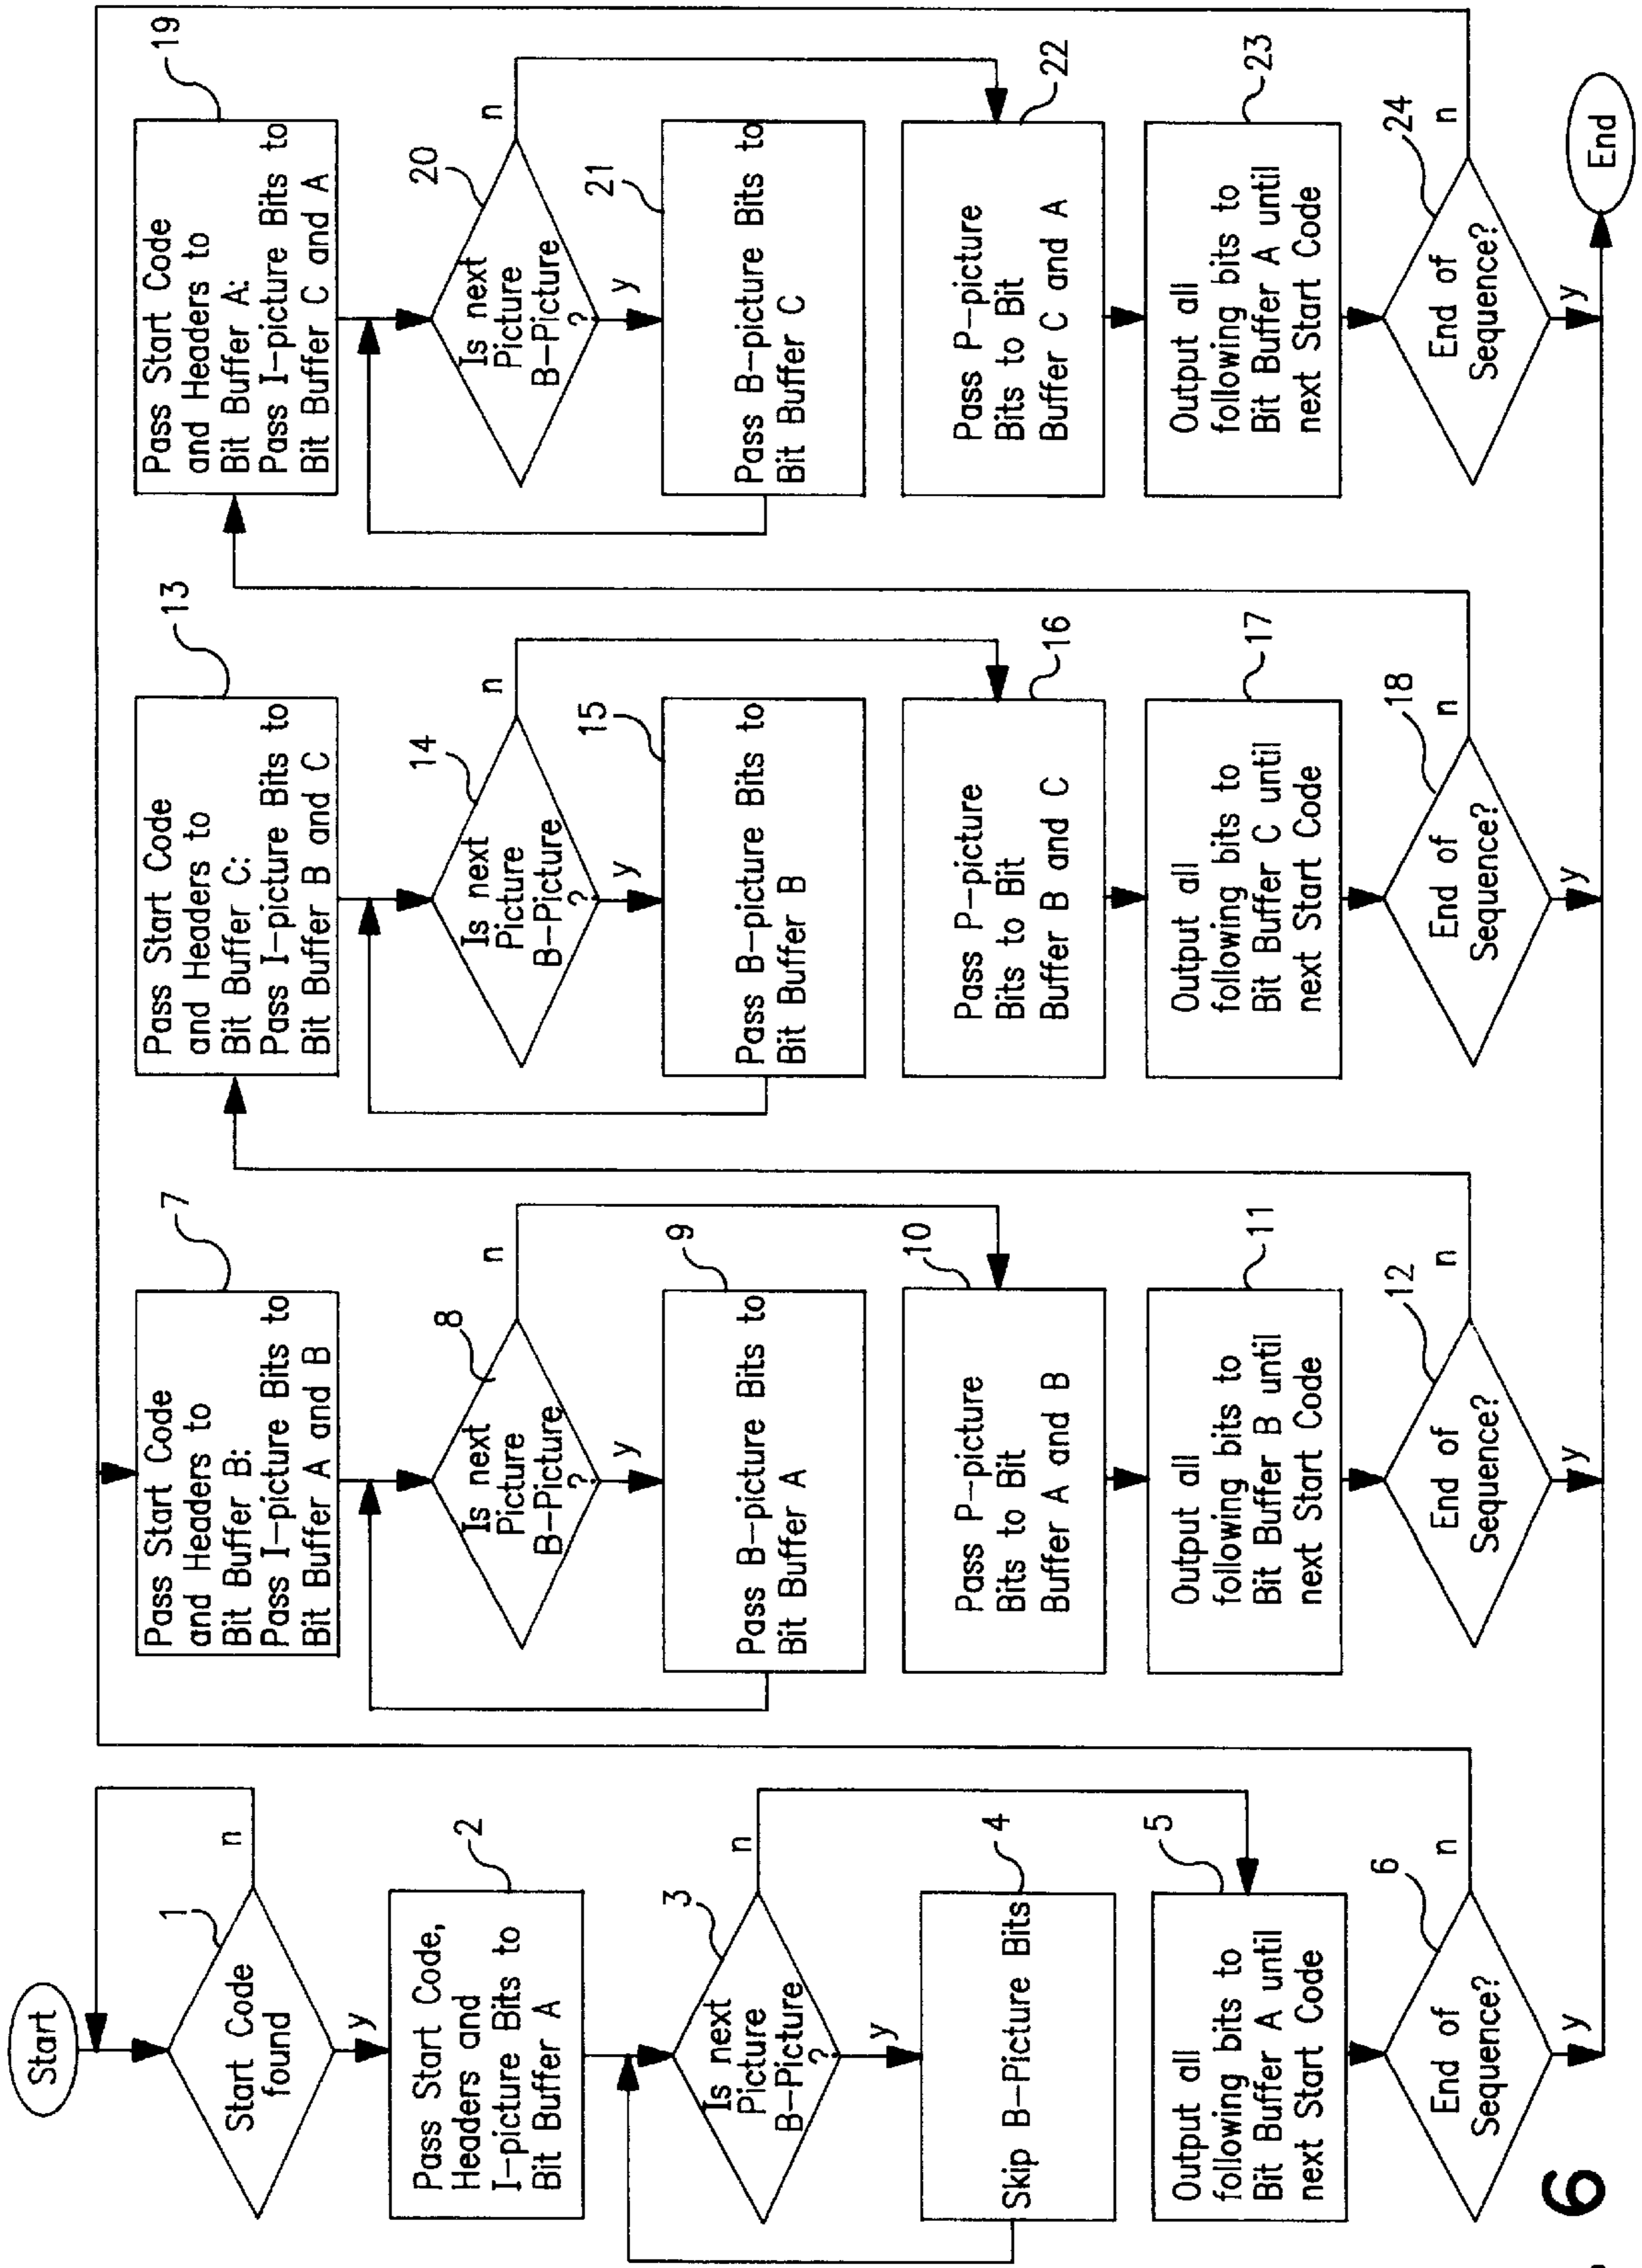 Start
Start Code
found
1
n
y
Pass Start Code,
Headers and
I-picture Bits to
Bit Buffer A
2
Is next
Picture
B-Picture
?
3
n
y
Skip B-Picture Bits
4
Output all
following bits to
Bit Buffer A until
next Start Code
5
End of
Sequence?
6
n
y
Pass Start Code
and Headers to
Bit Buffer B:
Pass I-picture Bits to
Bit Buffer A and B
7
Is next
Picture
B-Picture
?
8
n
y
Pass B-picture Bits to
Bit Buffer A
9
Pass P-picture
Bits to Bit
Buffer A and B
10
Output all
following bits to
Bit Buffer B until
next Start Code
11
End of
Sequence?
12
n
y
Pass Start Code
and Headers to
Bit Buffer C:
Pass I-picture Bits to
Bit Buffer B and C
13
Is next
Picture
B-Picture
?
14
n
y
Pass B-picture Bits to
Bit Buffer B
15
Pass P-picture
Bits to Bit
Buffer B and C
16
Output all
following bits to
Bit Buffer C until
next Start Code
17
End of
Sequence?
18
n
y
Pass Start Code
and Headers to
Bit Buffer A:
Pass I-picture Bits to
Bit Buffer C and A
19
Is next
Picture
B-Picture
?
20
n
y
Pass B-picture Bits to
Bit Buffer C
21
Pass P-picture
Bits to Bit
Buffer C and A
22
Output all
following bits to
Bit Buffer A until
next Start Code
23
End of
Sequence?
24
n
y
End
6